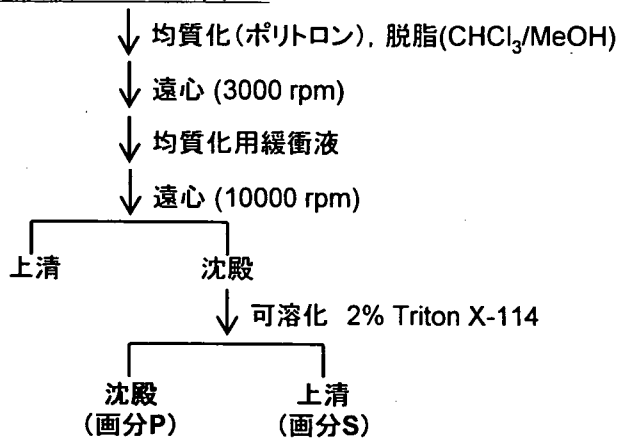 均質化(ポリトロン), 脱脂(CHCl₃/MeOH)
遠心 (3000 rpm)
均質化用緩衝液
遠心 (10000 rpm)
上清 沈殿
可溶化 2% Triton X-114
沈殿 上清
(画分P) (画分S)